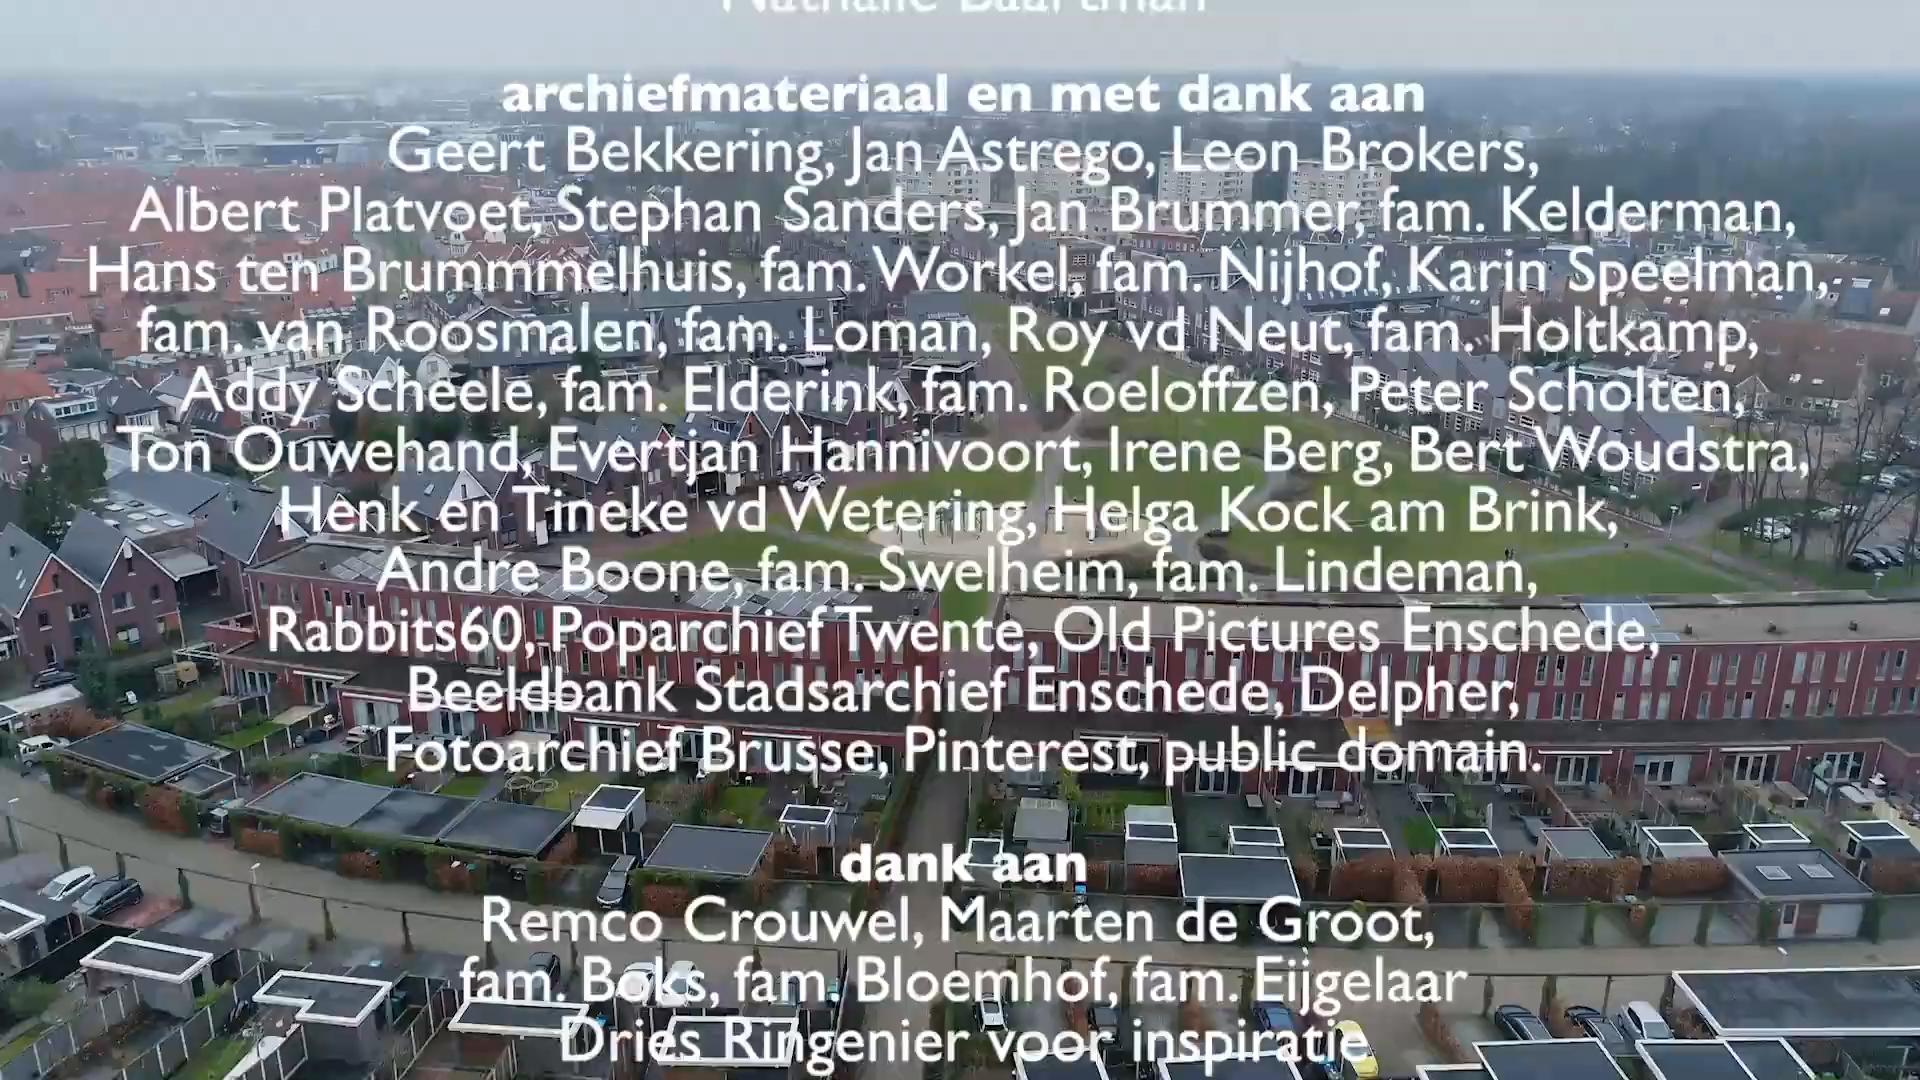 Nathalie Baartman
archiefmateriaal en met dank aan
Geert Bekkering, Jan Astrego, Leon Brokers,
Albert Platvoet, Stephan Sanders, Jan Brummer, fam. Kelderman,
Hans ten Brummmelhuis, fam. Workel, fam. Nijhof, Karin Speelman,
fam. van Roosmalen, fam. Loman, Roy vd Neut, fam. Holtkamp,
Addy Scheele, fam. Elderink, fam. Roeloffzen, Peter Scholten,
Ton Ouwehand, Evertjan Hannivoort, Irene Berg, Bert Woudstra,
Henk en Tineke vd Wetering, Helga Kock am Brink,
Andre Boone, fam. Swelheim, fam. Lindeman,
Rabbits60, Poparchief Twente, Old Pictures Enschede,
Beeldbank Stadsarchief Enschede, Delpher,
Fotoarchief Brusse, Pinterest, public domain.
dank aan
Remco Crouwel, Maarten de Groot,
fam. Boks, fam. Bloemhof, fam. Eijgelaar
Dries Ringenier voor inspiratie